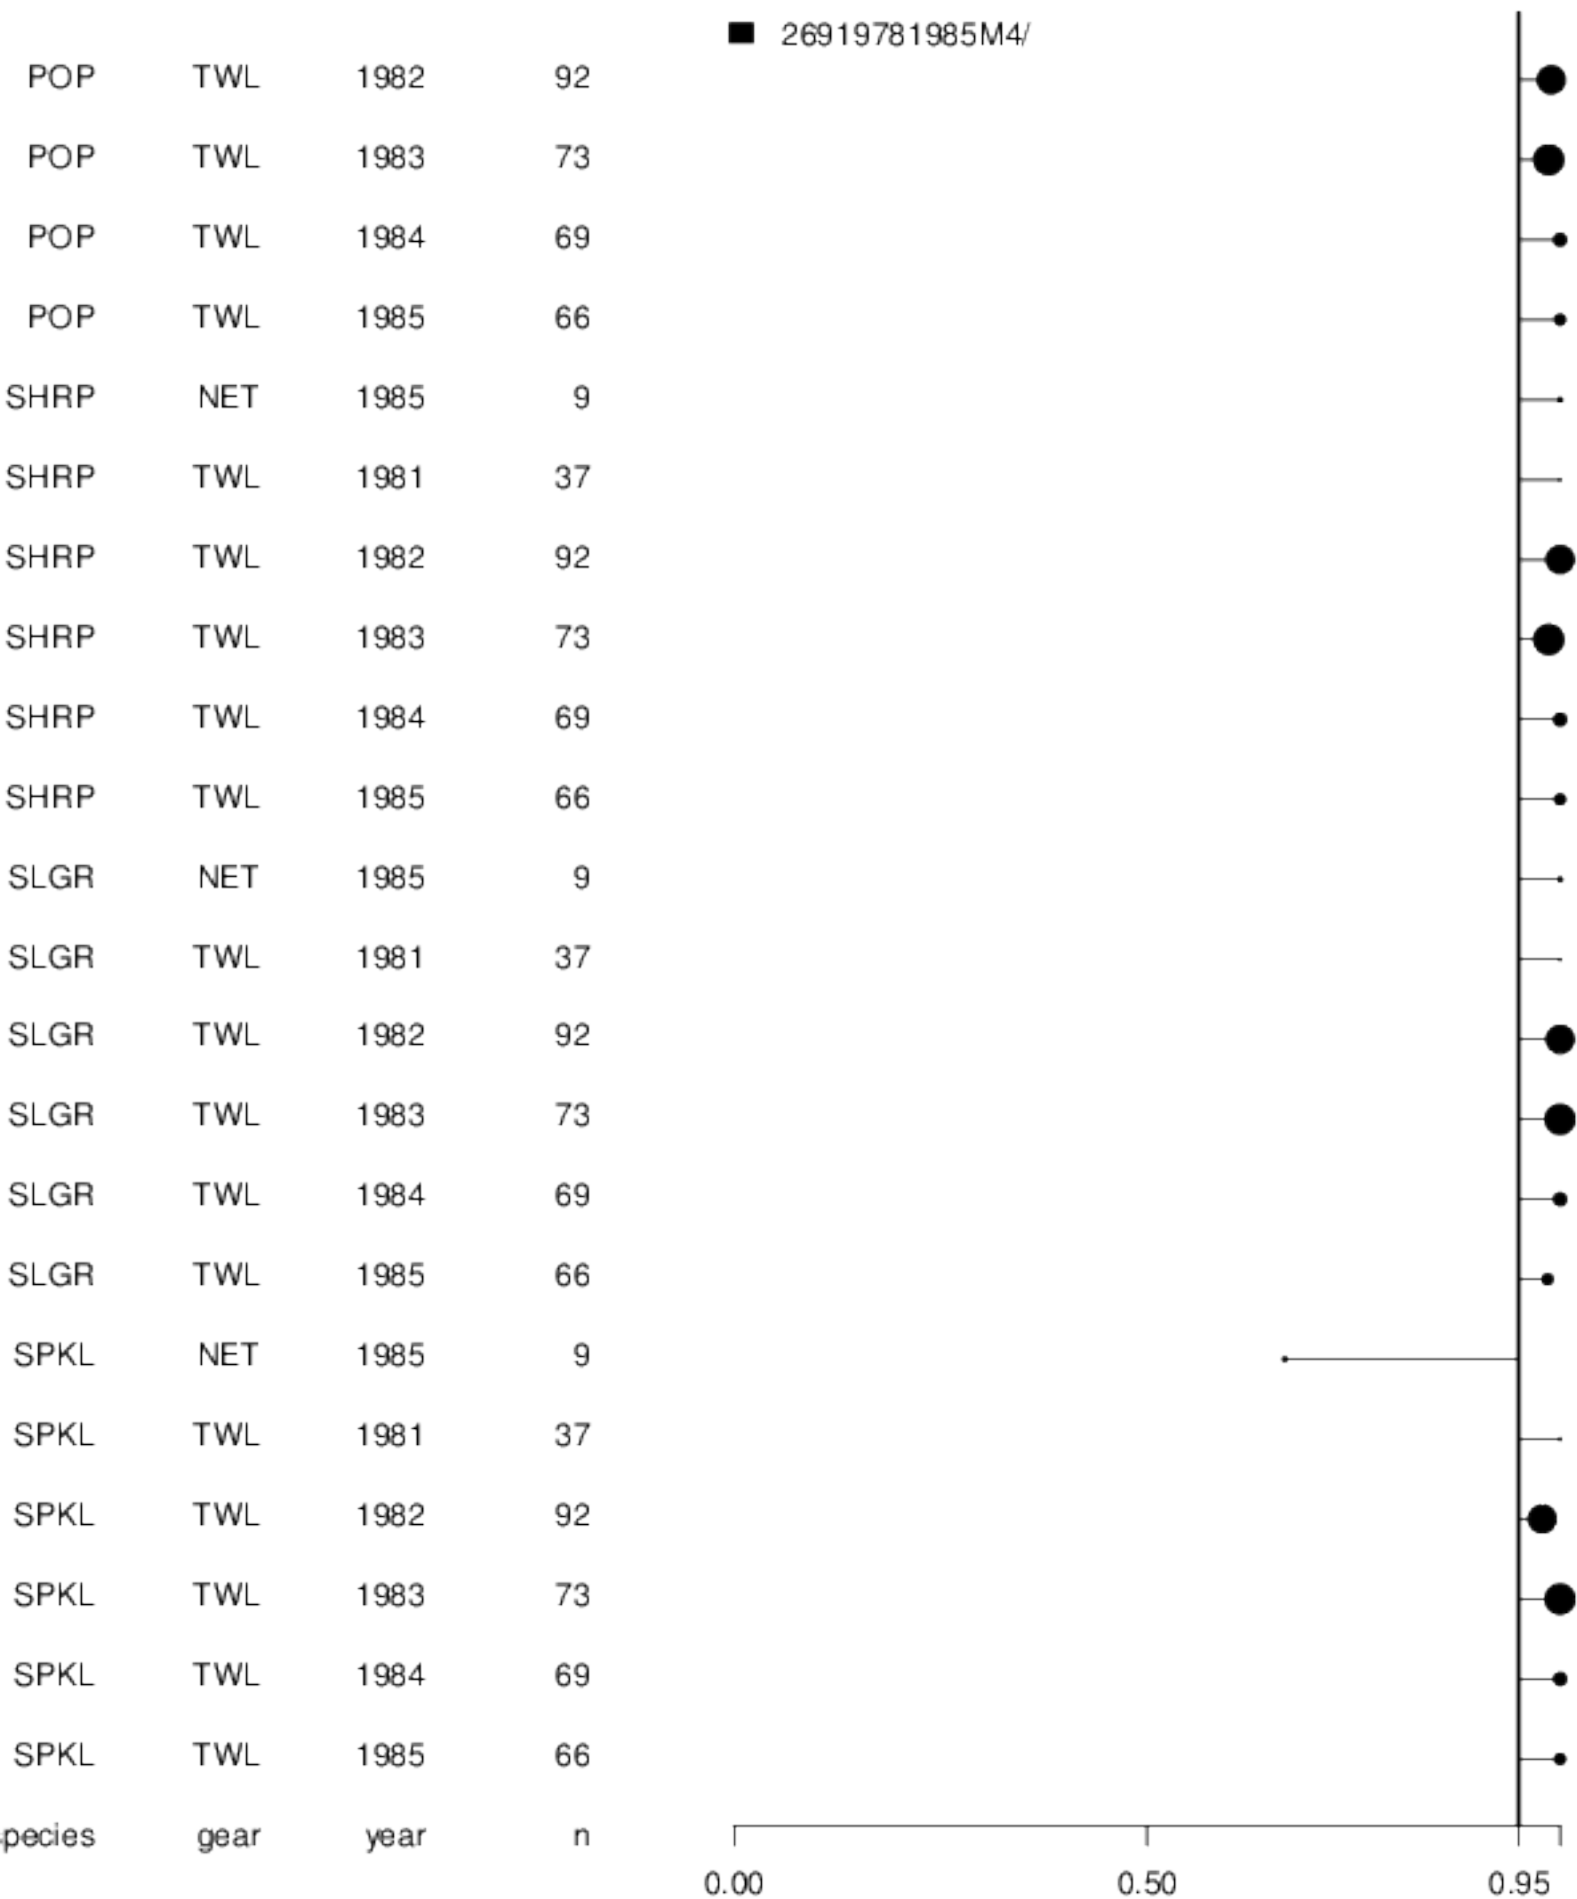 26919781985M4/
POP TWL 1982 92
POP TWL 1983 73
POP TWL 1984 69
POP TWL 1985 66
SHRP NET 1985 9
SHRP TWL 1981 37
SHRP TWL 1982 92
SHRP TWL 1983 73
SHRP TWL 1984 69
SHRP TWL 1985 66
SLGR NET 1985 9
SLGR TWL 1981 37
SLGR TWL 1982 92
SLGR TWL 1983 73
SLGR TWL 1984 69
SLGR TWL 1985 66
SPKL NET 1985 9
SPKL TWL 1981 37
SPKL TWL 1982 92
SPKL TWL 1983 73
SPKL TWL 1984 69
SPKL TWL 1985 66
pecies gear year n
0.00 0.50 0.95